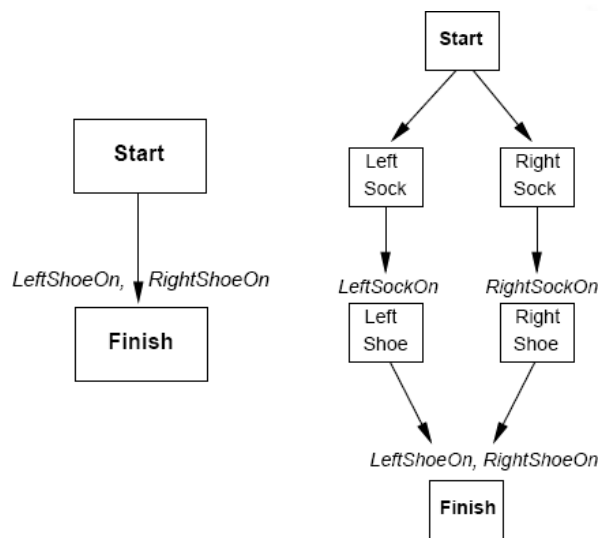 Start
LeftShoeOn, RightShoeOn
Finish
Start
Left
Sock
Right
Sock
LeftSockOn
RightSockOn
Left
Shoe
Right
Shoe
LeftShoeOn, RightShoeOn
Finish